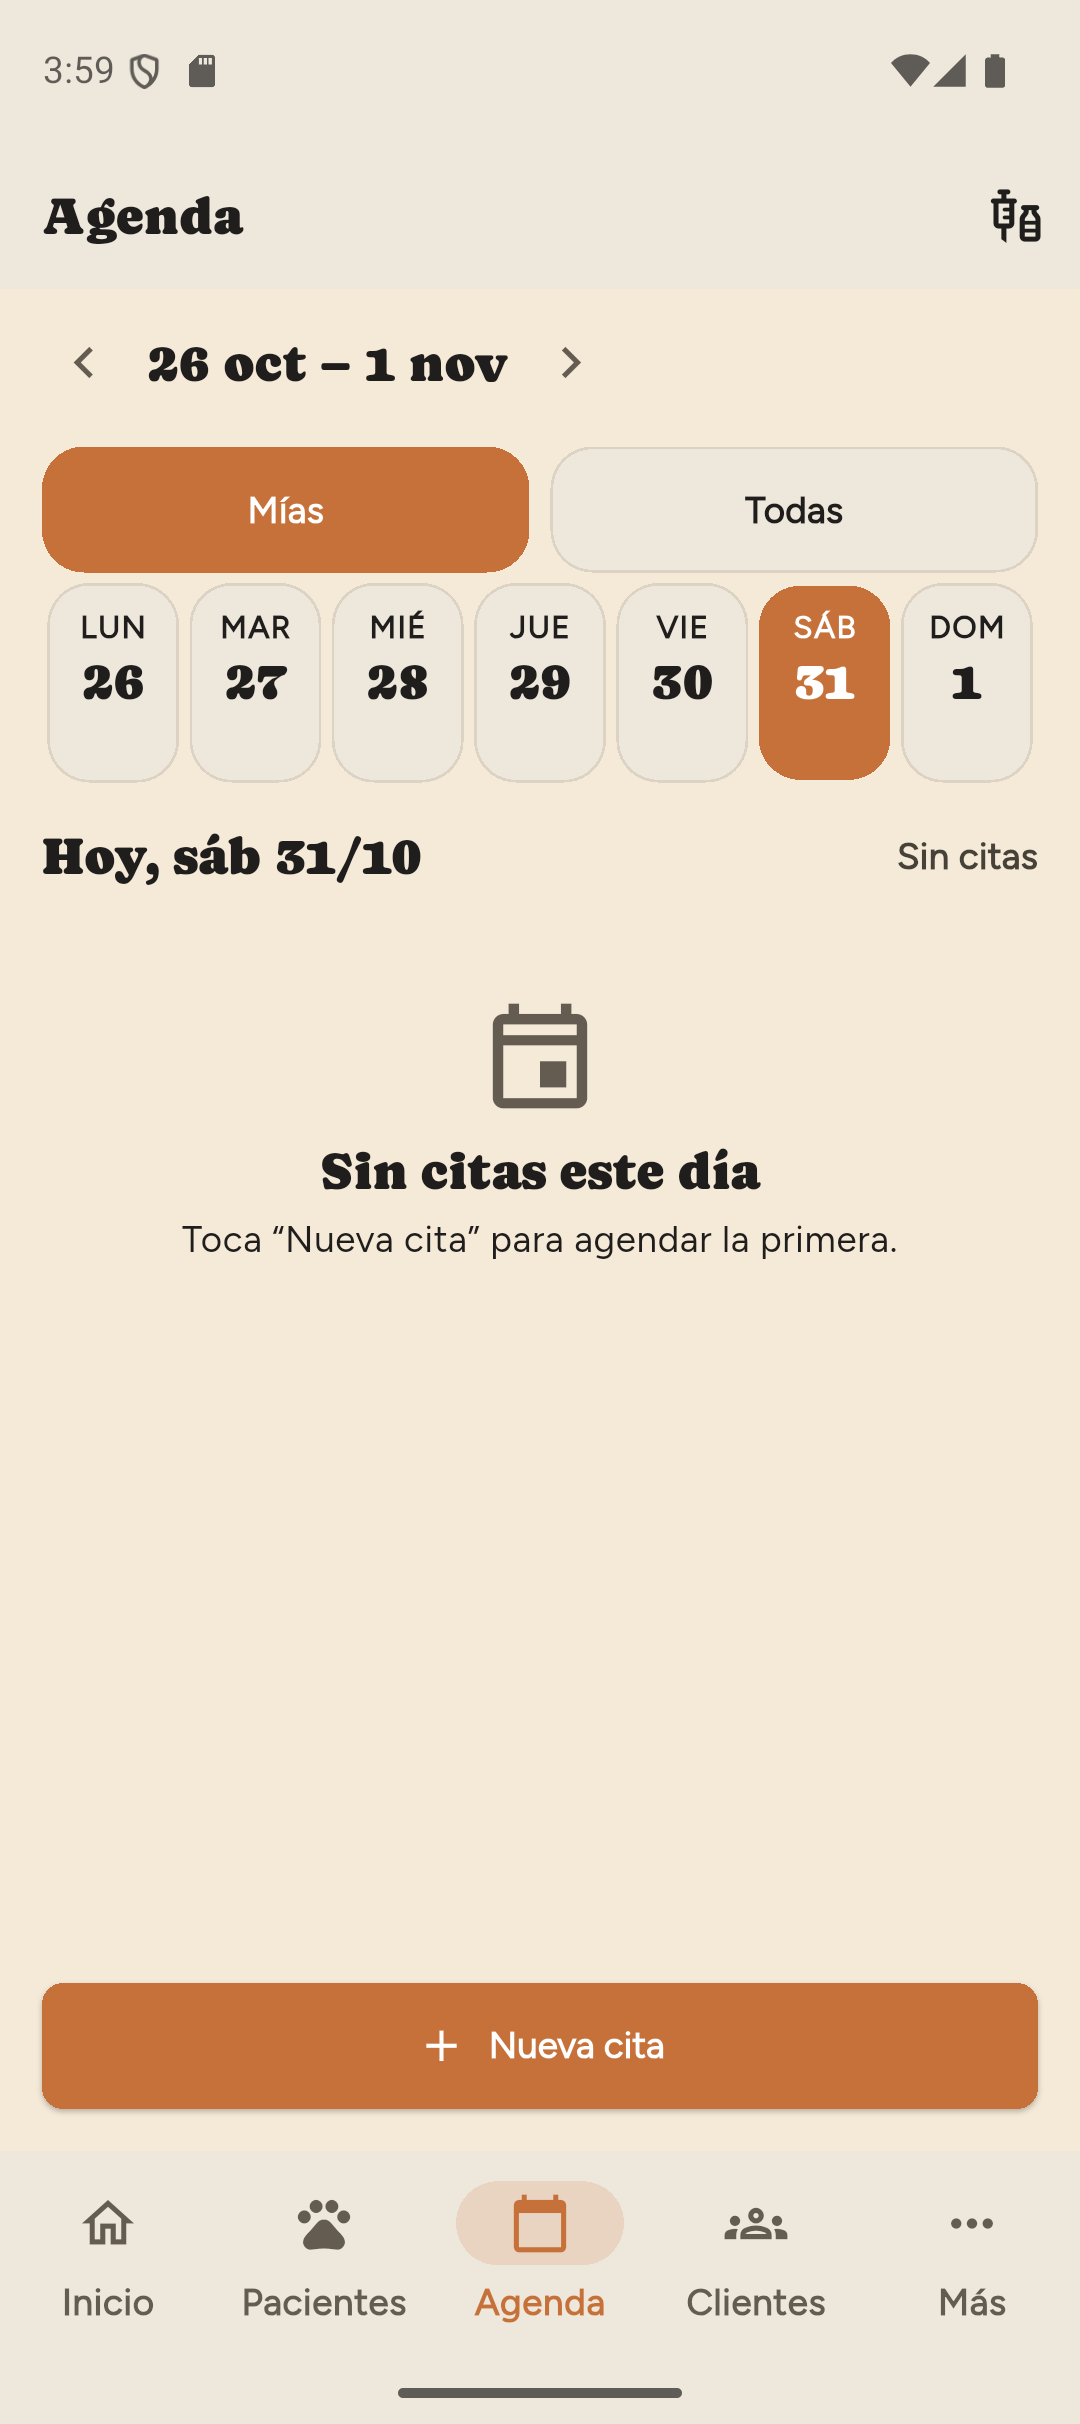 3:59
Agenda
26 oct – 1 nov
Mías
Todas
LUN MAR MIÉ JUE VIE SÁB DOM
26 27 28 29 30 31 1
Hoy, sáb 31/10
Sin citas
Sin citas este día
Toca “Nueva cita” para agendar la primera.
Nueva cita
Inicio Pacientes Agenda Clientes Más